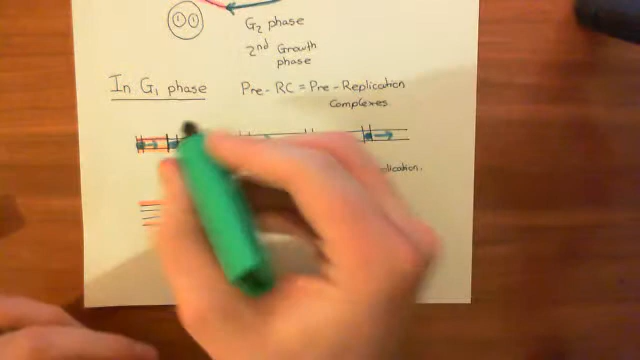 G2 phase
2nd Growth
phase
In G1 phase
Pre-RC = Pre-Replication
Complexes